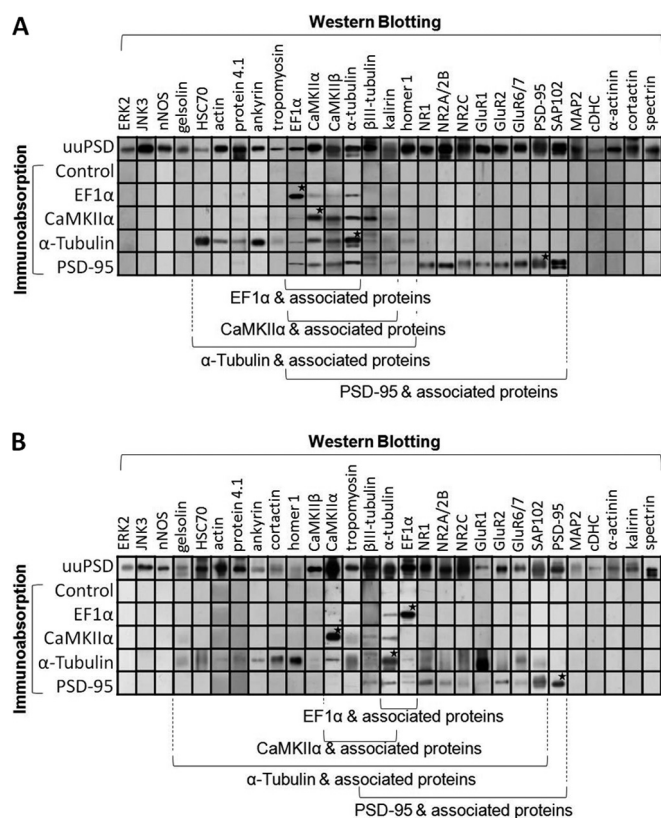 A
Western Blotting
ERK2 JNK3 nNOS gelsolin HSC70 actin protein 4.1 ankyrin tropomyosin EF1α CaMKIIα CaMKIIβ α-tubulin βIII-tubulin kalirin homer 1 NR1 NR2A/2B NR2C GluR1 GluR2 GluR6/7 PSD-95 SAP102 MAP2 cDHC α-actinin cortactin spectrin
uuPSD
Immunoabsorption
Control
EF1α
CaMKIIα
α-Tubulin
PSD-95
EF1α & associated proteins
CaMKIIα & associated proteins
α-Tubulin & associated proteins
PSD-95 & associated proteins
B
Western Blotting
ERK2 JNK3 nNOS gelsolin HSC70 actin protein 4.1 ankyrin cortactin homer 1 CaMKIIβ CaMKIIα tropomyosin βIII-tubulin α-tubulin EF1α NR1 NR2A/2B NR2C GluR1 GluR2 GluR6/7 SAP102 PSD-95 MAP2 cDHC α-actinin kalirin spectrin
uuPSD
Immunoabsorption
Control
EF1α
CaMKIIα
α-Tubulin
PSD-95
EF1α & associated proteins
CaMKIIα & associated proteins
α-Tubulin & associated proteins
PSD-95 & associated proteins